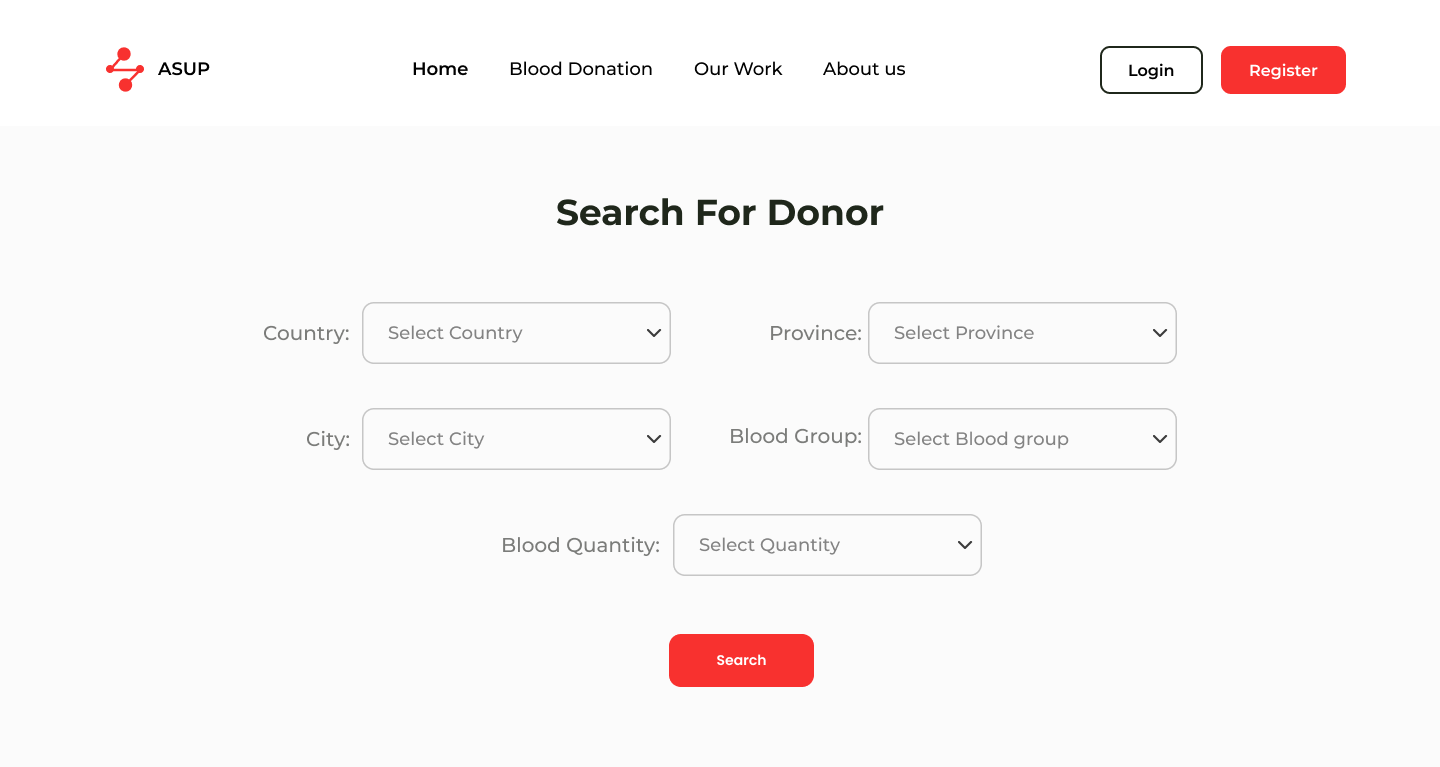 ASUP
Home Blood Donation Our Work About us
Login Register
Search For Donor
Country: Select Country Province: Select Province
City: Select City Blood Group: Select Blood group
Blood Quantity: Select Quantity
Search